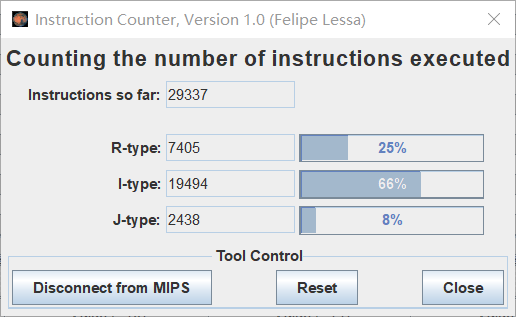 Instruction Counter, Version 1.0 (Felipe Lessa)
Counting the number of instructions executed
Instructions so far: 29337
R-type: 7405 25%
I-type: 19494 66%
J-type: 2438 8%
Tool Control
Disconnect from MIPS Reset Close